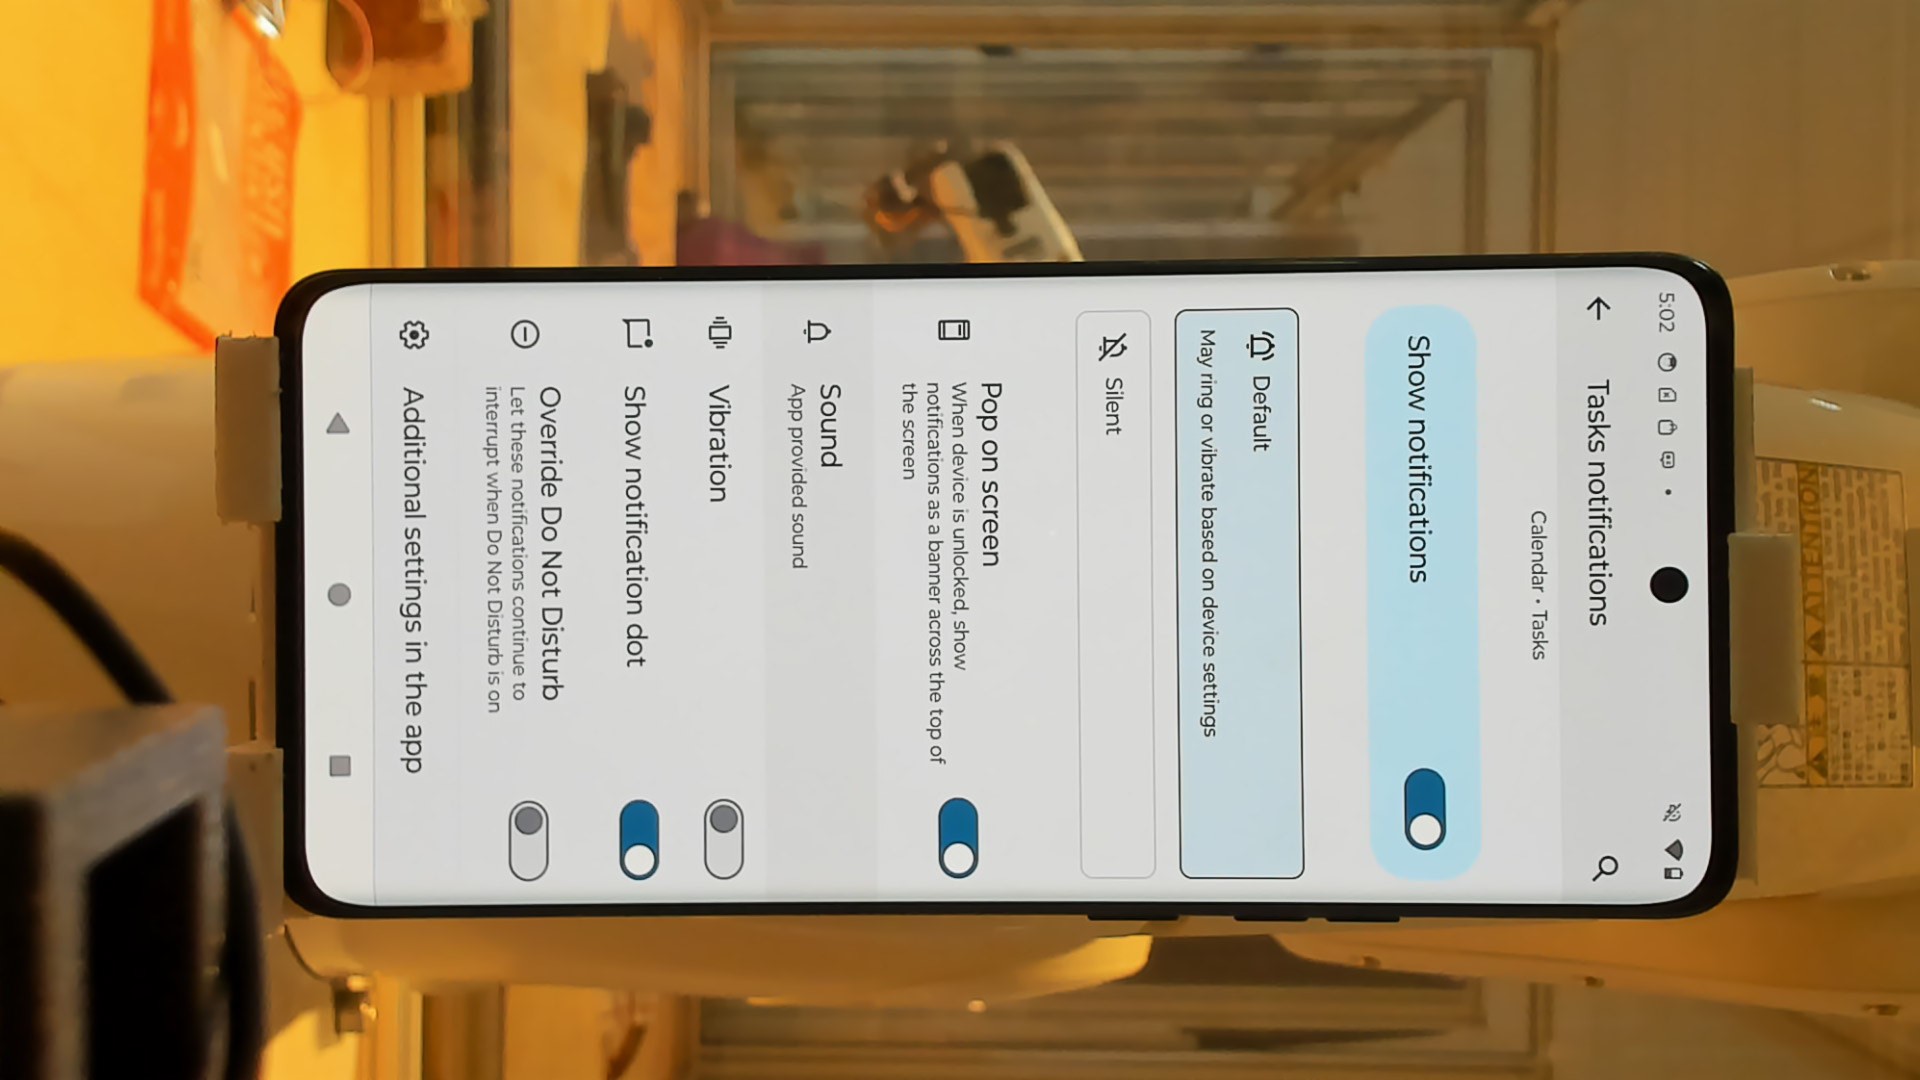 5:02
Tasks notifications
Calendar • Tasks
Show notifications
Default
May ring or vibrate based on device settings
Silent
Pop on screen
When device is unlocked, show
notifications as a banner across the top of
the screen
Sound
App provided sound
Vibration
Show notification dot
Override Do Not Disturb
Let these notifications continue to
interrupt when Do Not Disturb is on
Additional settings in the app
ATTENTION